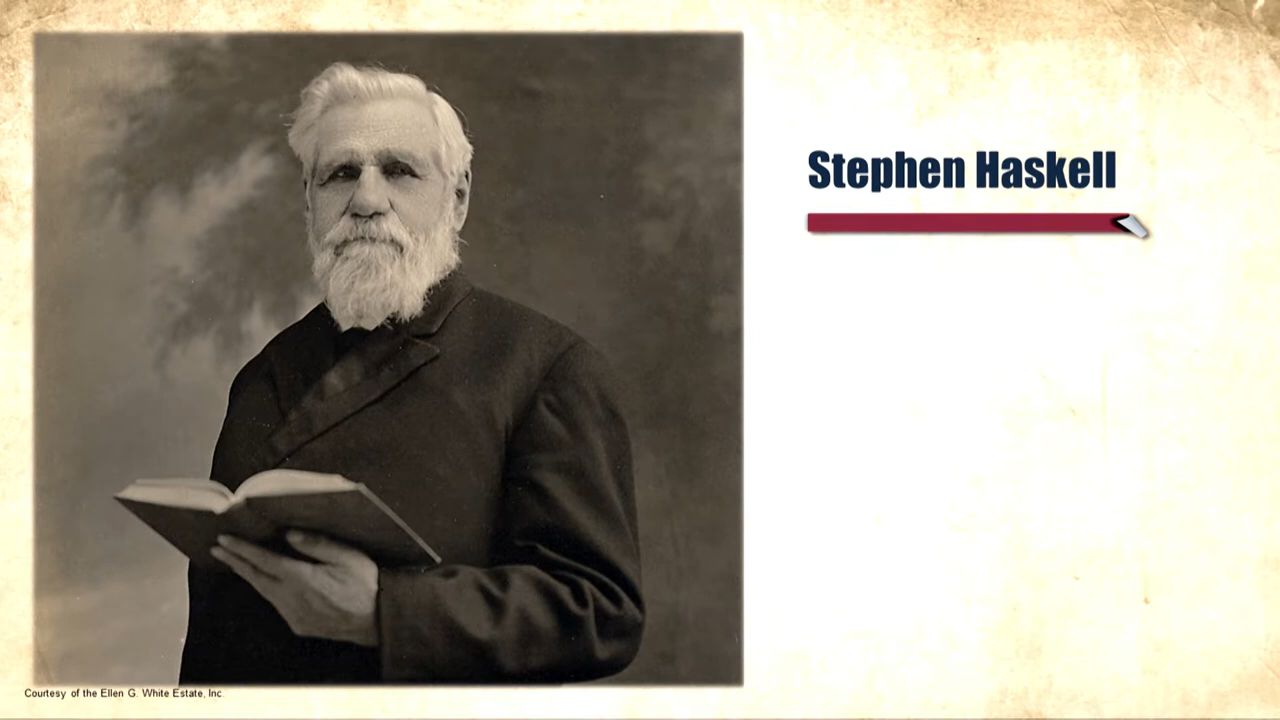 Stephen Haskell
Courtesy of the Ellen G. White Estate, Inc.